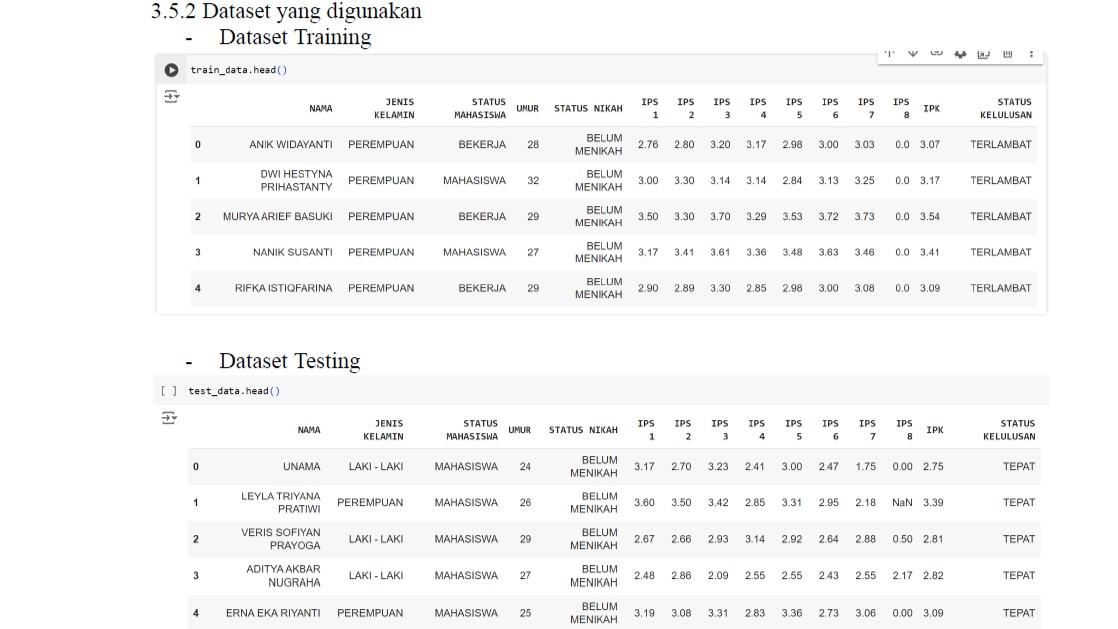 3.5.2 Dataset yang digunakan
- Dataset Training
train_data.head()
NAMA JENIS KELAMIN STATUS MAHASISWA UMUR STATUS NIKAH IPS 1 IPS 2 IPS 3 IPS 4 IPS 5 IPS 6 IPS 7 IPS 8 IPK STATUS KELULUSAN
0 ANIK WIDAYANTI PEREMPUAN BEKERJA 28 BELUM MENIKAH 2.76 2.80 3.20 3.17 2.98 3.00 3.03 0.0 3.07 TERLAMBAT
1 DWI HESTYNA PRIHASTANTY PEREMPUAN MAHASISWA 32 BELUM MENIKAH 3.00 3.30 3.14 3.14 2.84 3.13 3.25 0.0 3.17 TERLAMBAT
2 MURYA ARIEF BASUKI PEREMPUAN BEKERJA 29 BELUM MENIKAH 3.50 3.30 3.70 3.29 3.53 3.72 3.73 0.0 3.54 TERLAMBAT
3 NANIK SUSANTI PEREMPUAN MAHASISWA 27 BELUM MENIKAH 3.17 3.41 3.61 3.36 3.48 3.63 3.46 0.0 3.41 TERLAMBAT
4 RIFKA ISTIQFARINA PEREMPUAN BEKERJA 29 BELUM MENIKAH 2.90 2.89 3.30 2.85 2.98 3.00 3.08 0.0 3.09 TERLAMBAT
- Dataset Testing
[ ] test_data.head()
NAMA JENIS KELAMIN STATUS MAHASISWA UMUR STATUS NIKAH IPS 1 IPS 2 IPS 3 IPS 4 IPS 5 IPS 6 IPS 7 IPS 8 IPK STATUS KELULUSAN
0 UNAMA LAKI - LAKI MAHASISWA 24 BELUM MENIKAH 3.17 2.70 3.23 2.41 3.00 2.47 1.75 0.00 2.75 TEPAT
1 LEYLA TRIYANA PRATIWI PEREMPUAN MAHASISWA 26 BELUM MENIKAH 3.60 3.50 3.42 2.85 3.31 2.95 2.18 NaN 3.39 TEPAT
2 VERIS SOFIYAN PRAYOGA LAKI - LAKI MAHASISWA 29 BELUM MENIKAH 2.67 2.66 2.93 3.14 2.92 2.64 2.88 0.50 2.81 TEPAT
3 ADITYA AKBAR NUGRAHA LAKI - LAKI MAHASISWA 27 BELUM MENIKAH 2.48 2.86 2.09 2.55 2.55 2.43 2.55 2.17 2.82 TEPAT
4 ERNA EKA RIYANTI PEREMPUAN MAHASISWA 25 BELUM MENIKAH 3.19 3.08 3.31 2.83 3.36 2.73 3.06 0.00 3.09 TEPAT